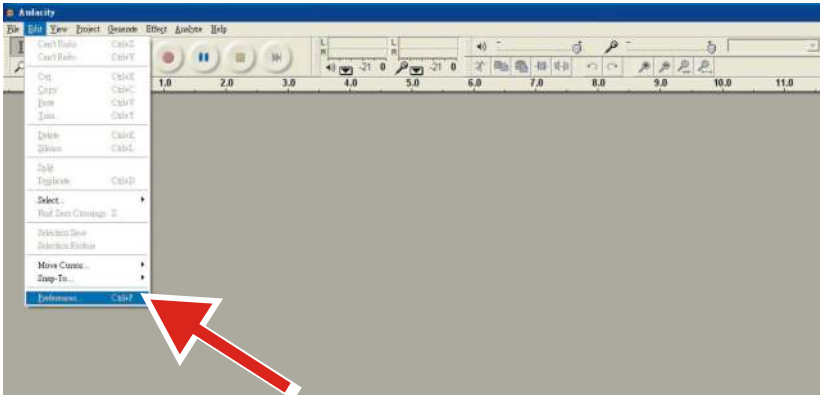 Audacity
File Edit View Project Generate Effect Analyze Help
Can't Undo Ctrl+Z
Can't Redo Ctrl+Y
Cut Ctrl+X
Copy Ctrl+C
Paste Ctrl+V
Trim Ctrl+T
Delete Ctrl+K
Silence Ctrl+L
Split
Duplicate Ctrl+D
Select...
Find Zero Crossings Z
Selection Save
Selection Restore
Move Cursor...
Snap-To...
Preferences... Ctrl+P
L
R
-21 0
L
R
-21 0
1.0 2.0 3.0 4.0 5.0 6.0 7.0 8.0 9.0 10.0 11.0